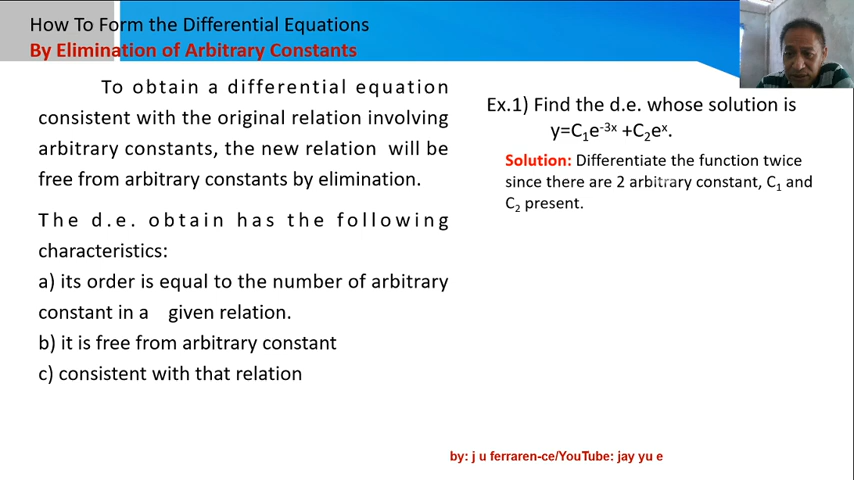 How To Form the Differential Equations
By Elimination of Arbitrary Constants
To obtain a differential equation
consistent with the original relation involving
arbitrary constants, the new relation will be
free from arbitrary constants by elimination.
The d.e. obtain has the following
characteristics:
a) its order is equal to the number of arbitrary
constant in a given relation.
b) it is free from arbitrary constant
c) consistent with that relation
Ex.1) Find the d.e. whose solution is
y=C₁e⁻³ˣ +C₂eˣ.
Solution: Differentiate the function twice
since there are 2 arbitrary constant, C₁ and
C₂ present.
by: j u ferraren-ce/YouTube: jay yu e